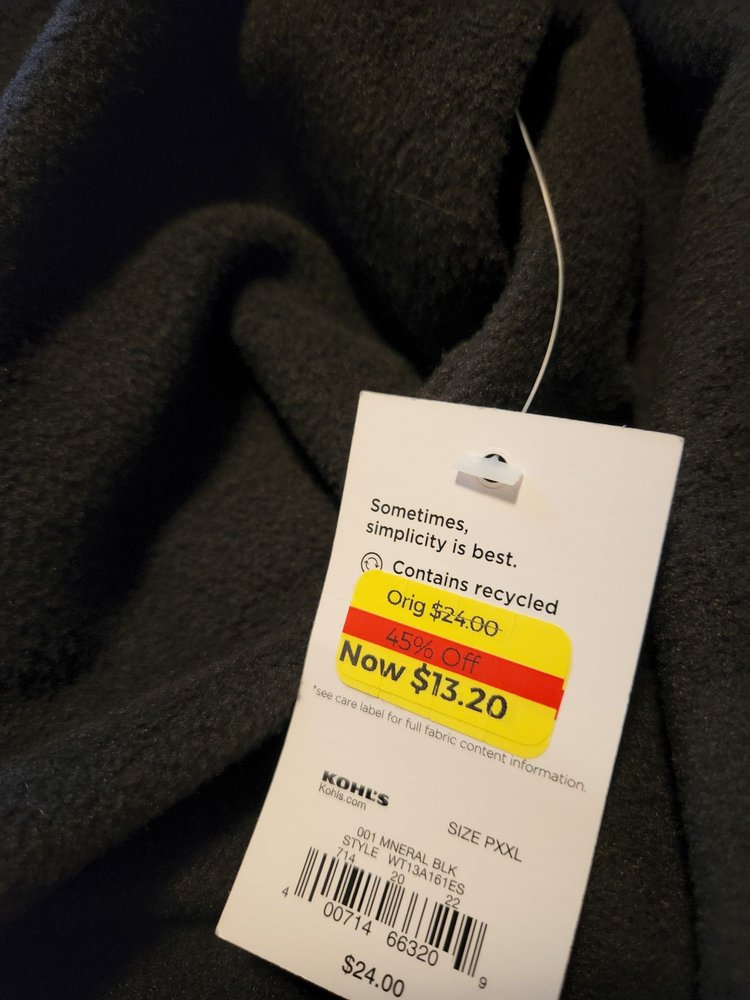 Sometimes,
simplicity is best.
Contains recycled
Orig $24.00
45% Off
Now $13.20
*see care label for full fabric content information.
KOHL'S
Kohls.com
SIZE PXXL
001 MNERAL BLK
STYLE WT13A161ES
714 20 22
4 00714 66320 9
$24.00